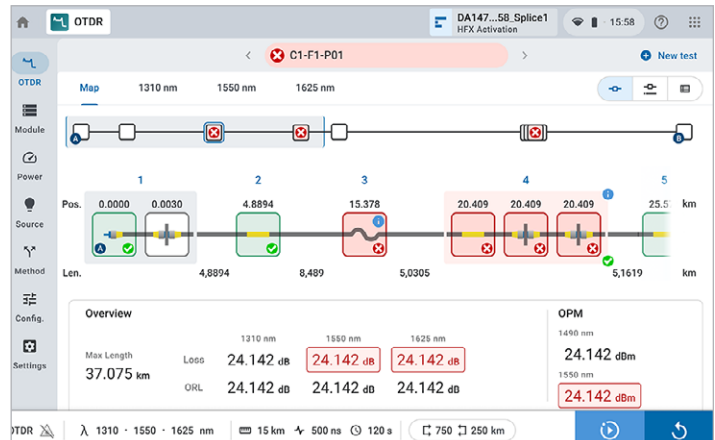 OTDR
DA147...58_Splice1
HFX Activation
15:58
C1-F1-P01
New test
OTDR
Module
Power
Source
Method
Config.
Settings
Map 1310 nm 1550 nm 1625 nm
A B
1 2 3 4 5
Pos. 0.0000 0.0030 4.8894 15.378 20.409 20.409 20.409 km
A
Len. 4,8894 8,489 5,0305 5,1619 km
Overview
1310 nm 1550 nm 1625 nm
Max Length
37.075 km
Loss 24.142 dB 24.142 dB 24.142 dB
ORL 24.142 dB 24.142 dB 24.142 dB
OPM
1490 nm
24.142 dBm
1550 nm
24.142 dBm
λ 1310 · 1550 · 1625 nm 15 km 500 ns 120 s 750 250 km